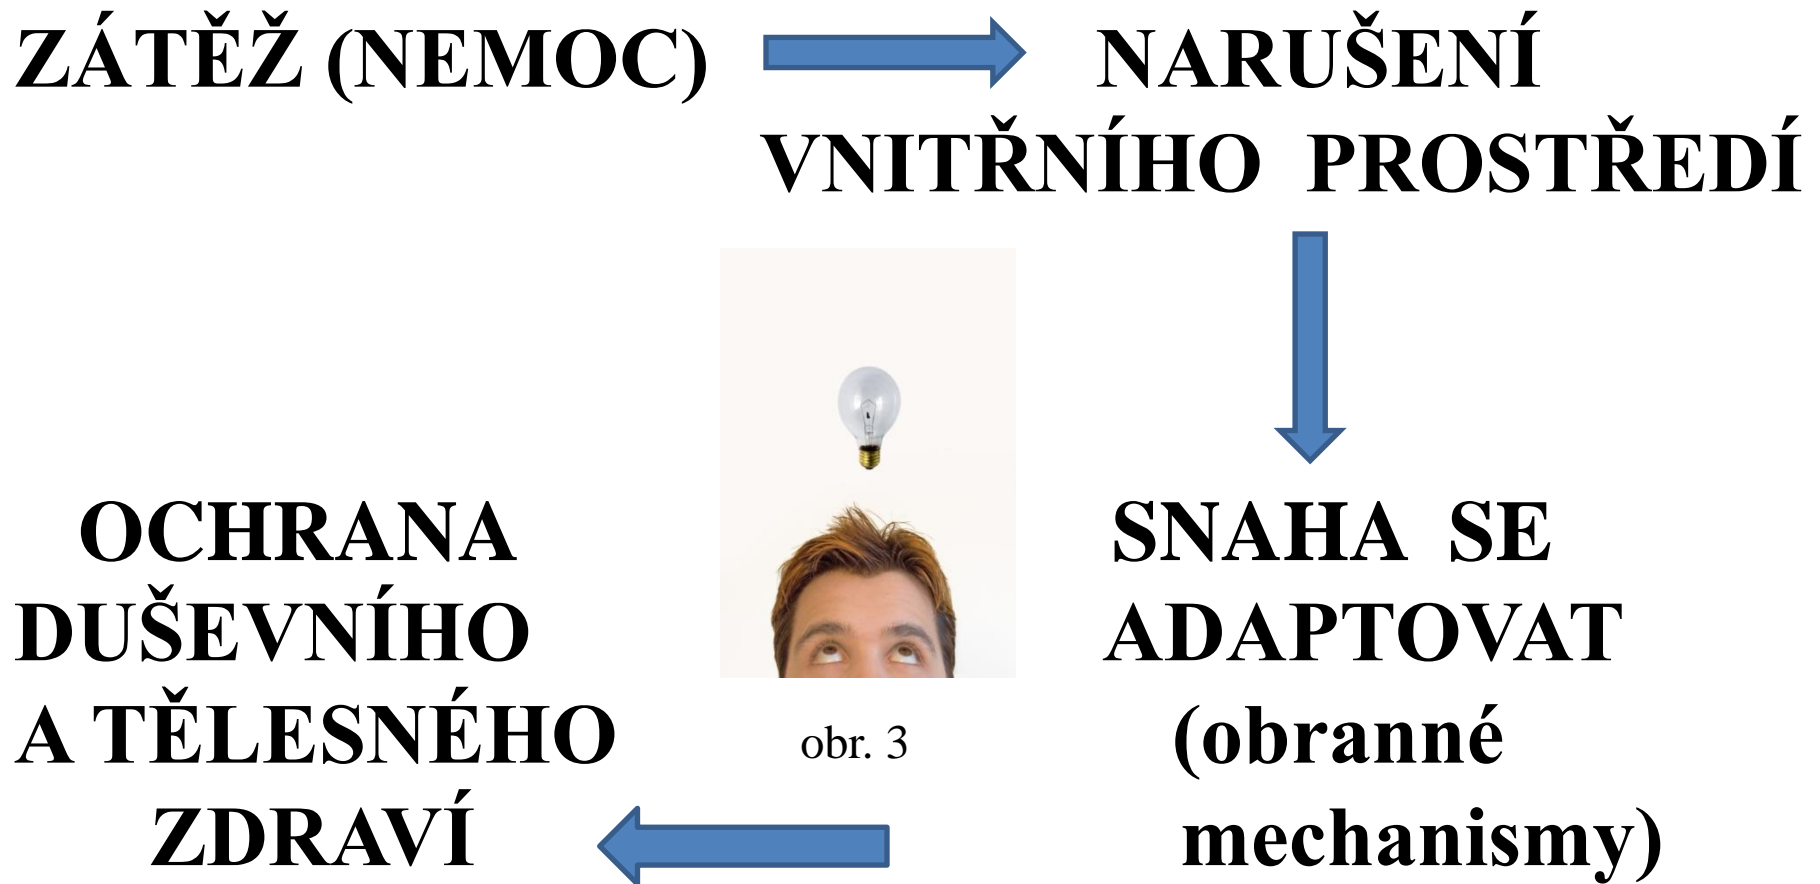 ZÁTĚŽ (NEMOC)
NARUŠENÍ
VNITŘNÍHO PROSTŘEDÍ
SNAHA SE
ADAPTOVAT
(obranné
mechanismy)
OCHRANA
DUŠEVNÍHO
A TĚLESNÉHO
ZDRAVÍ
obr. 3